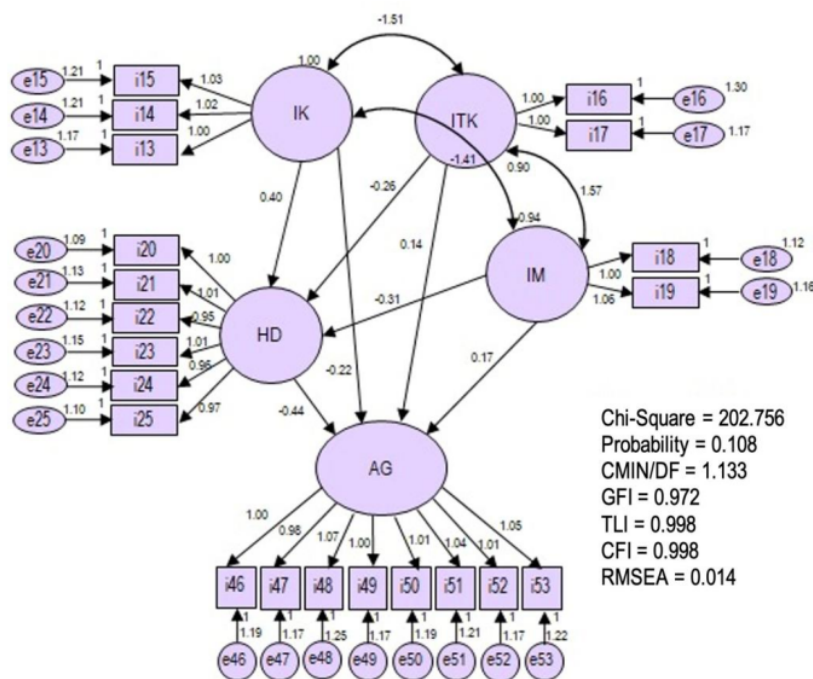 -1.51
1.00
e15 1.21 1 i15 1.03
e14 1.21 1 i14 1.02
e13 1.17 1 i13 1.00
IK
ITK
1.00 i16 1 e16 1.30
1.00 i17 1 e17 1.17
-1.41
0.90
1.57
0.40
-0.26
0.14
0.94
IM
1.00 i18 1 e18 1.12
1.06 i19 1 e19 1.16
e20 1.09 1 i20 1.00
e21 1.13 1 i21 1.01
e22 1.12 1 i22 0.95
e23 1.15 1 i23 1.01
e24 1.12 1 i24 0.96
e25 1.10 1 i25 0.97
HD
-0.31
-0.22
0.17
-0.44
AG
Chi-Square = 202.756
Probability = 0.108
CMIN/DF = 1.133
GFI = 0.972
TLI = 0.998
CFI = 0.998
RMSEA = 0.014
1.00 0.98 1.07 1.00 1.01 1.04 1.01 1.05
i46 i47 i48 i49 i50 i51 i52 i53
1 1 1 1 1 1 1 1
1.19 1.17 1.25 1.17 1.19 1.21 1.17 1.22
e46 e47 e48 e49 e50 e51 e52 e53